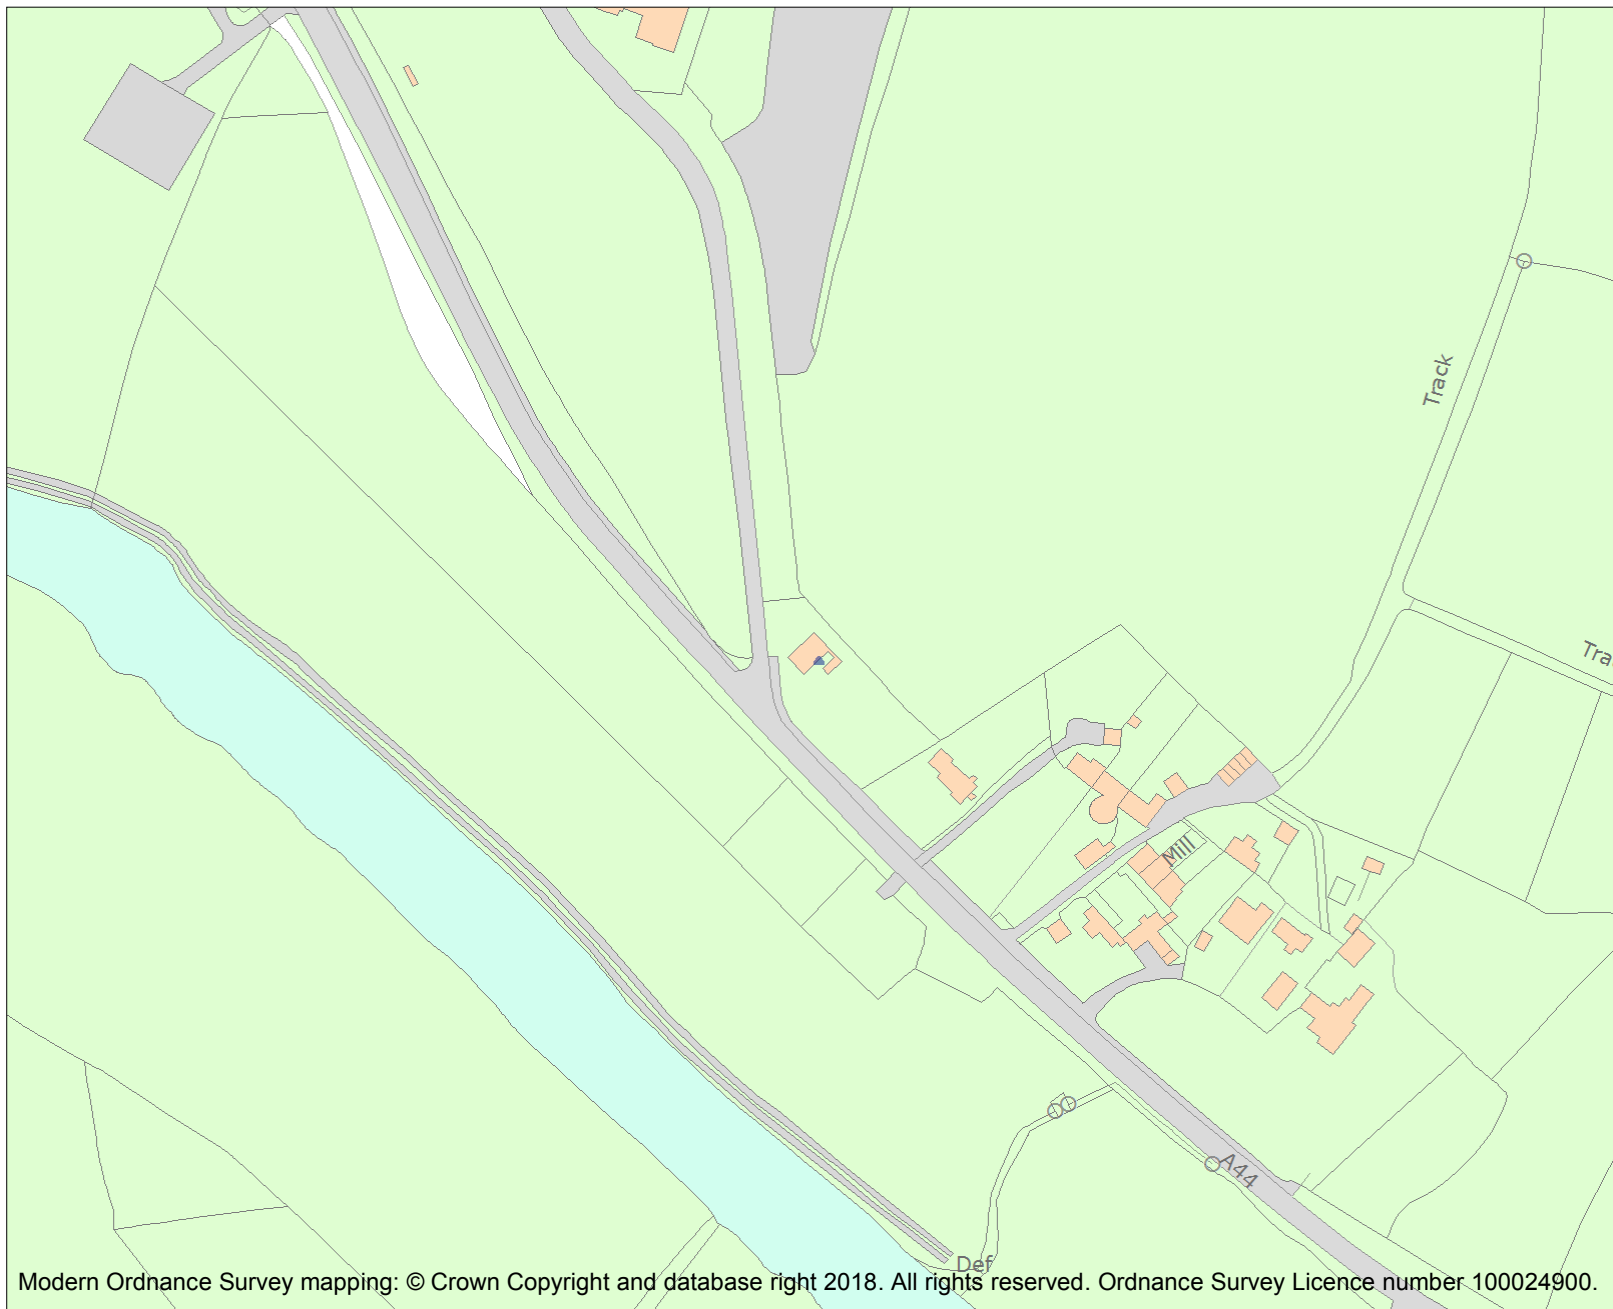 Track
Tra
Mill
A44
Def
Modern Ordnance Survey mapping: © Crown Copyright and database right 2018. All rights reserved. Ordnance Survey Licence number 100024900.